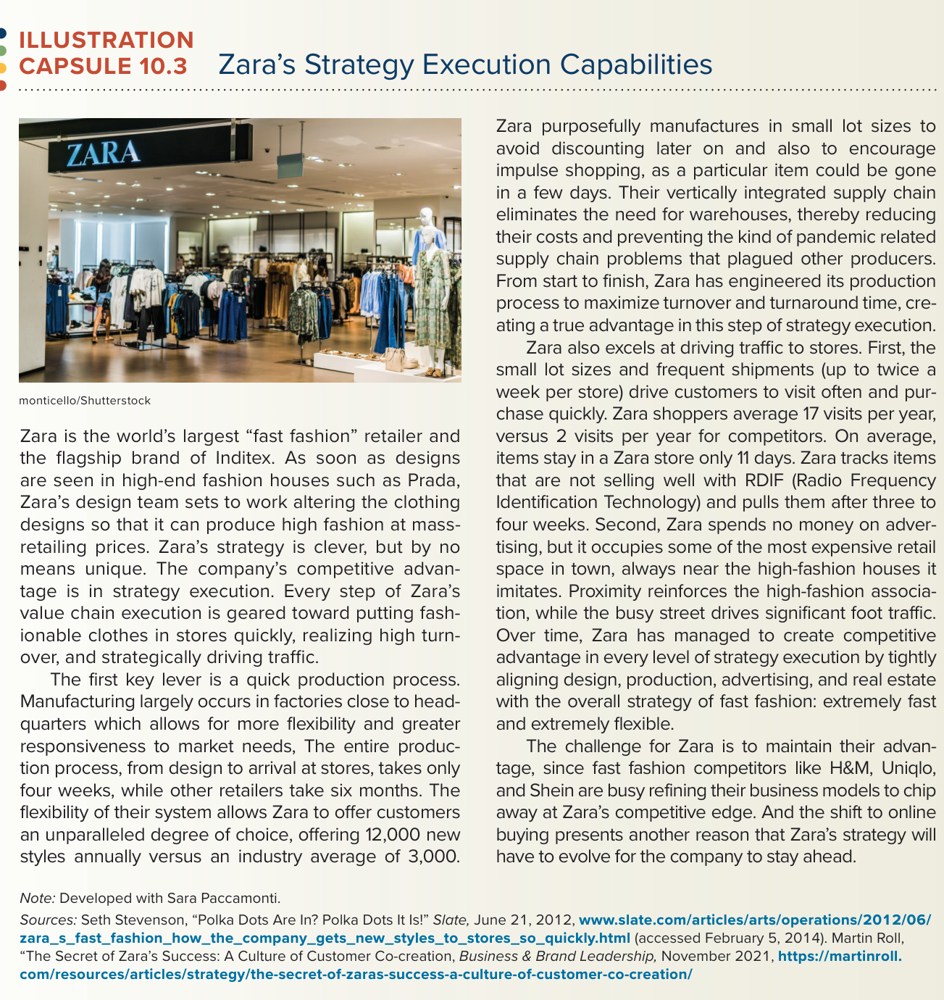 ILLUSTRATION
CAPSULE 10.3
Zara’s Strategy Execution Capabilities
ZARA
monticello/Shutterstock
Zara is the world’s largest “fast fashion” retailer and
the flagship brand of Inditex. As soon as designs
are seen in high-end fashion houses such as Prada,
Zara’s design team sets to work altering the clothing
designs so that it can produce high fashion at mass-
retailing prices. Zara’s strategy is clever, but by no
means unique. The company’s competitive advan-
tage is in strategy execution. Every step of Zara’s
value chain execution is geared toward putting fash-
ionable clothes in stores quickly, realizing high turn-
over, and strategically driving traffic.
The first key lever is a quick production process.
Manufacturing largely occurs in factories close to head-
quarters which allows for more flexibility and greater
responsiveness to market needs, The entire produc-
tion process, from design to arrival at stores, takes only
four weeks, while other retailers take six months. The
flexibility of their system allows Zara to offer customers
an unparalleled degree of choice, offering 12,000 new
styles annually versus an industry average of 3,000.
Zara purposefully manufactures in small lot sizes to
avoid discounting later on and also to encourage
impulse shopping, as a particular item could be gone
in a few days. Their vertically integrated supply chain
eliminates the need for warehouses, thereby reducing
their costs and preventing the kind of pandemic related
supply chain problems that plagued other producers.
From start to finish, Zara has engineered its production
process to maximize turnover and turnaround time, cre-
ating a true advantage in this step of strategy execution.
Zara also excels at driving traffic to stores. First, the
small lot sizes and frequent shipments (up to twice a
week per store) drive customers to visit often and pur-
chase quickly. Zara shoppers average 17 visits per year,
versus 2 visits per year for competitors. On average,
items stay in a Zara store only 11 days. Zara tracks items
that are not selling well with RDIF (Radio Frequency
Identification Technology) and pulls them after three to
four weeks. Second, Zara spends no money on adver-
tising, but it occupies some of the most expensive retail
space in town, always near the high-fashion houses it
imitates. Proximity reinforces the high-fashion associa-
tion, while the busy street drives significant foot traffic.
Over time, Zara has managed to create competitive
advantage in every level of strategy execution by tightly
aligning design, production, advertising, and real estate
with the overall strategy of fast fashion: extremely fast
and extremely flexible.
The challenge for Zara is to maintain their advan-
tage, since fast fashion competitors like H&M, Uniqlo,
and Shein are busy refining their business models to chip
away at Zara’s competitive edge. And the shift to online
buying presents another reason that Zara’s strategy will
have to evolve for the company to stay ahead.
Note: Developed with Sara Paccamonti.
Sources: Seth Stevenson, “Polka Dots Are In? Polka Dots It Is!” Slate, June 21, 2012, www.slate.com/articles/arts/operations/2012/06/
zara_s_fast_fashion_how_the_company_gets_new_styles_to_stores_so_quickly.html (accessed February 5, 2014). Martin Roll,
“The Secret of Zara’s Success: A Culture of Customer Co-creation, Business & Brand Leadership, November 2021, https://martinroll.
com/resources/articles/strategy/the-secret-of-zaras-success-a-culture-of-customer-co-creation/